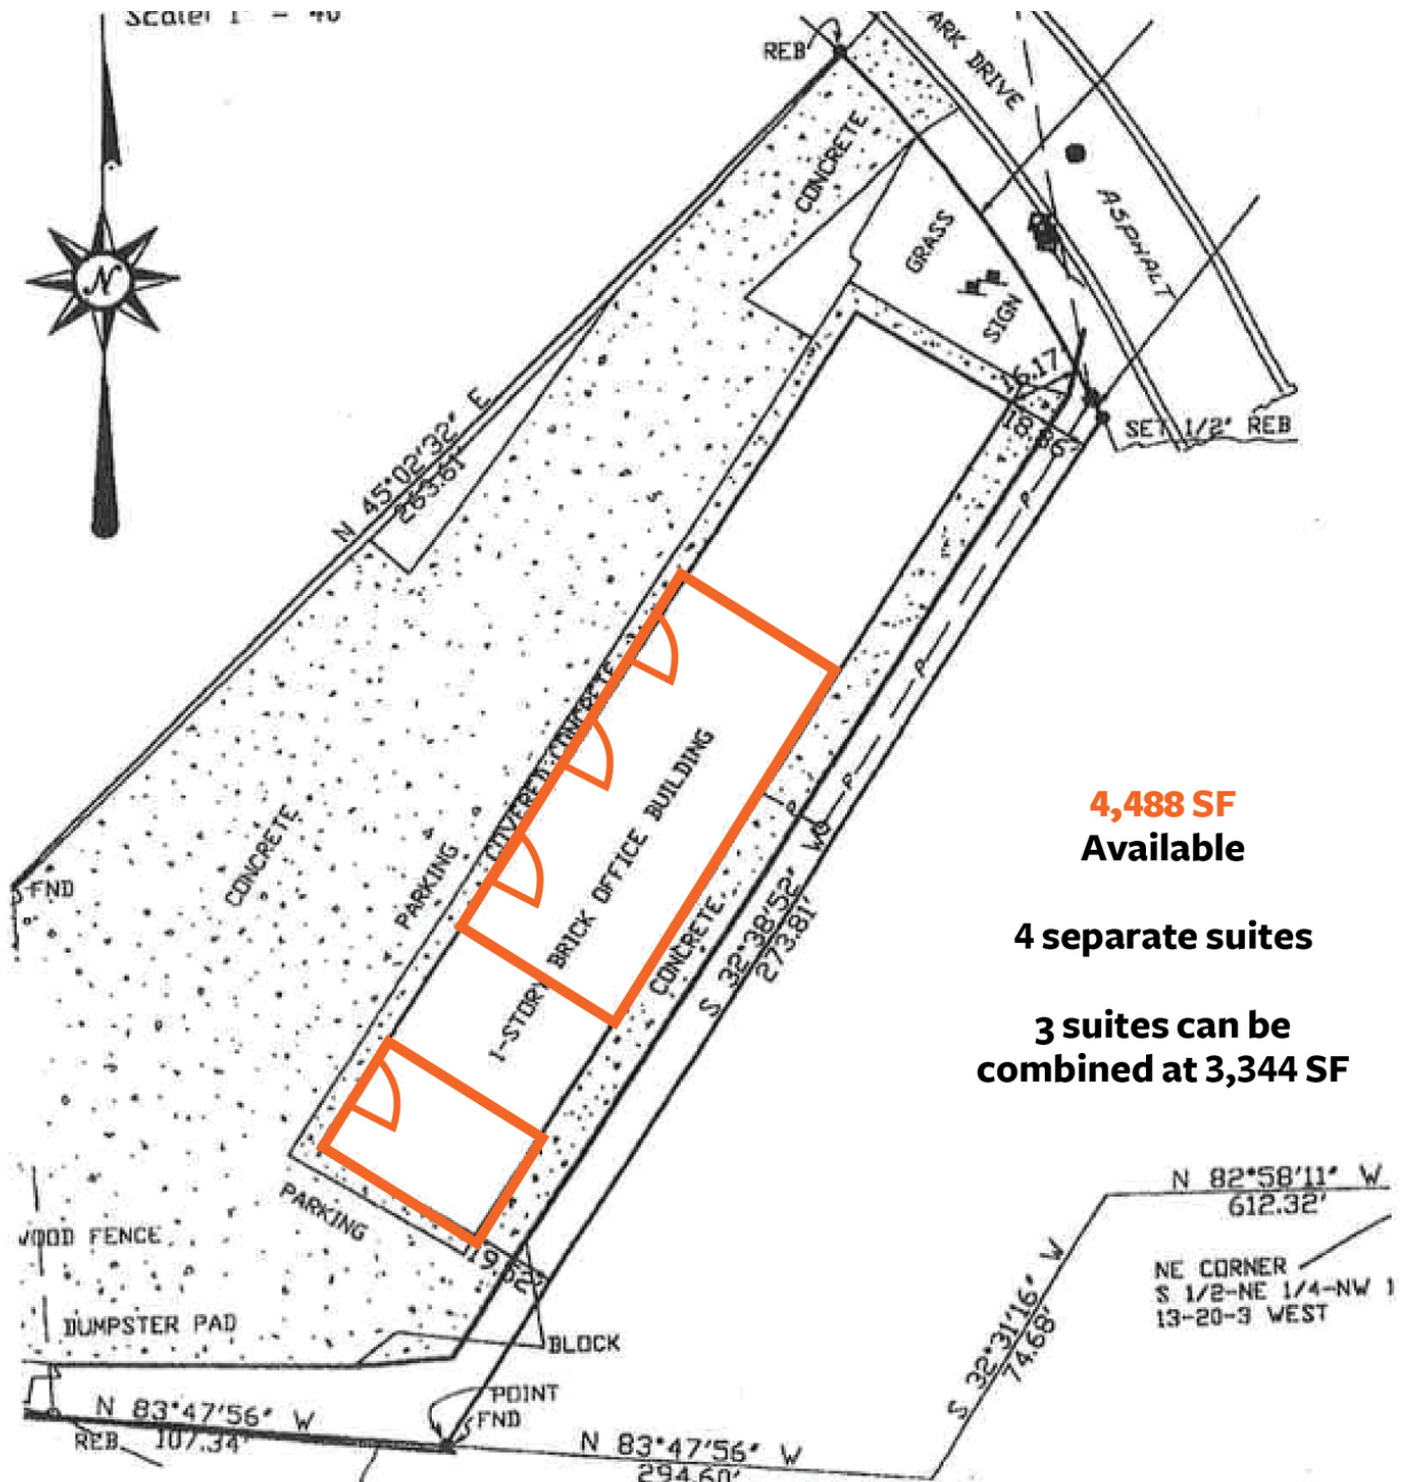 REB
ARK DRIVE
CONCRETE
GRASS
SIGN
ASPHALT
16.17
18.86
SET 1/2" REB
N 45°02'32" E
263.61'
FND
CONCRETE
PARKING
COVERED CONCRETE
1-STORY BRICK OFFICE BUILDING
CONCRETE
P
P
P
P
S 32°38'52" W
273.81'
4,488 SF
Available
4 separate suites
3 suites can be
combined at 3,344 SF
PARKING
WOOD FENCE
DUMPSTER PAD
BLOCK
N 82°58'11" W
612.32'
NE CORNER
S 1/2-NE 1/4-NW 1
13-20-3 WEST
S 32°31'16" W
74.68'
POINT
FND
N 83°47'56" W
107.34'
REB
N 83°47'56" W
294.60'
N